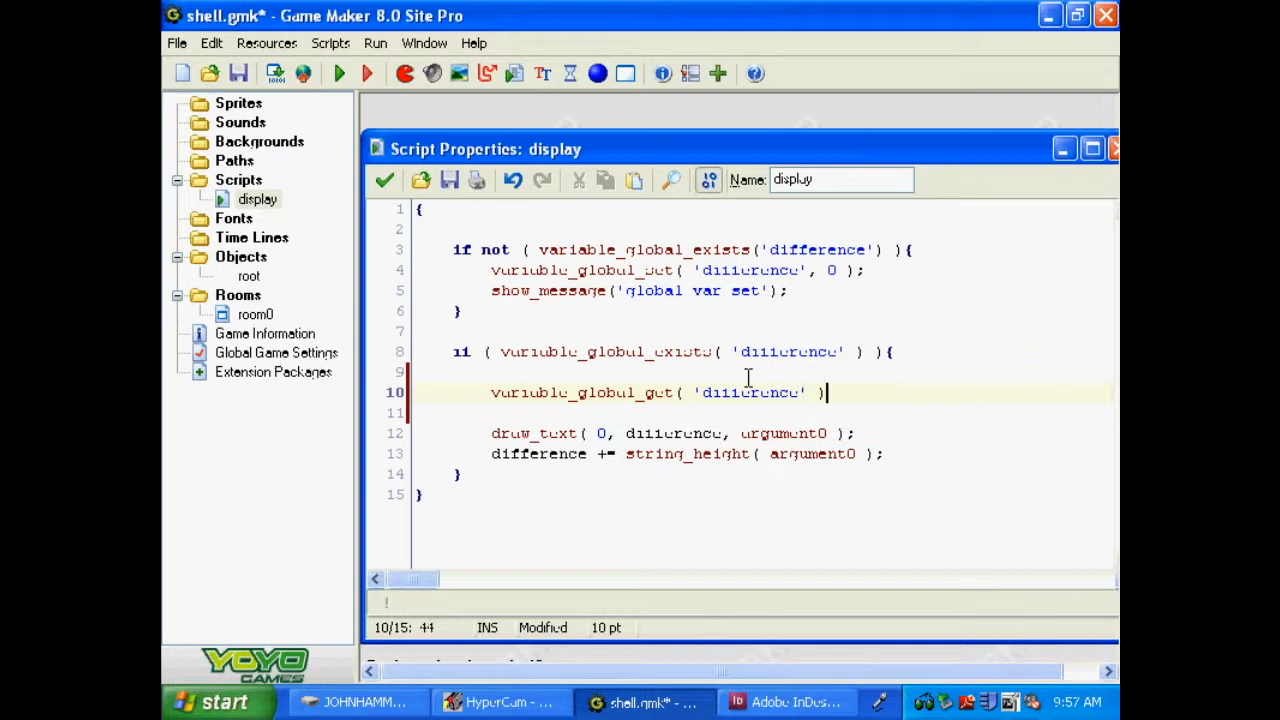 shell.gmk* - Game Maker 8.0 Site Pro
File Edit Resources Scripts Run Window Help
Sprites
Sounds
Backgrounds
Paths
Scripts
display
Fonts
Time Lines
Objects
root
Rooms
room0
Game Information
Global Game Settings
Extension Packages
Script Properties: display
Name: display
1 {
2
3 if not ( variable_global_exists('difference') ){
4 variable_global_set( 'difference', 0 );
5 show_message('global var set');
6 }
7
8 if ( variable_global_exists( 'difference' ) ){
9
10 variable_global_get( 'difference' )
11
12 draw_text( 0, difference, argument0 );
13 difference += string_height( argument0 );
14 }
15 }
10/15: 44 INS Modified 10 pt
YOYO
GAMES
start JOHNHAMM... HyperCam - ... shell.gmk* - ... Adobe InDes... 9:57 AM